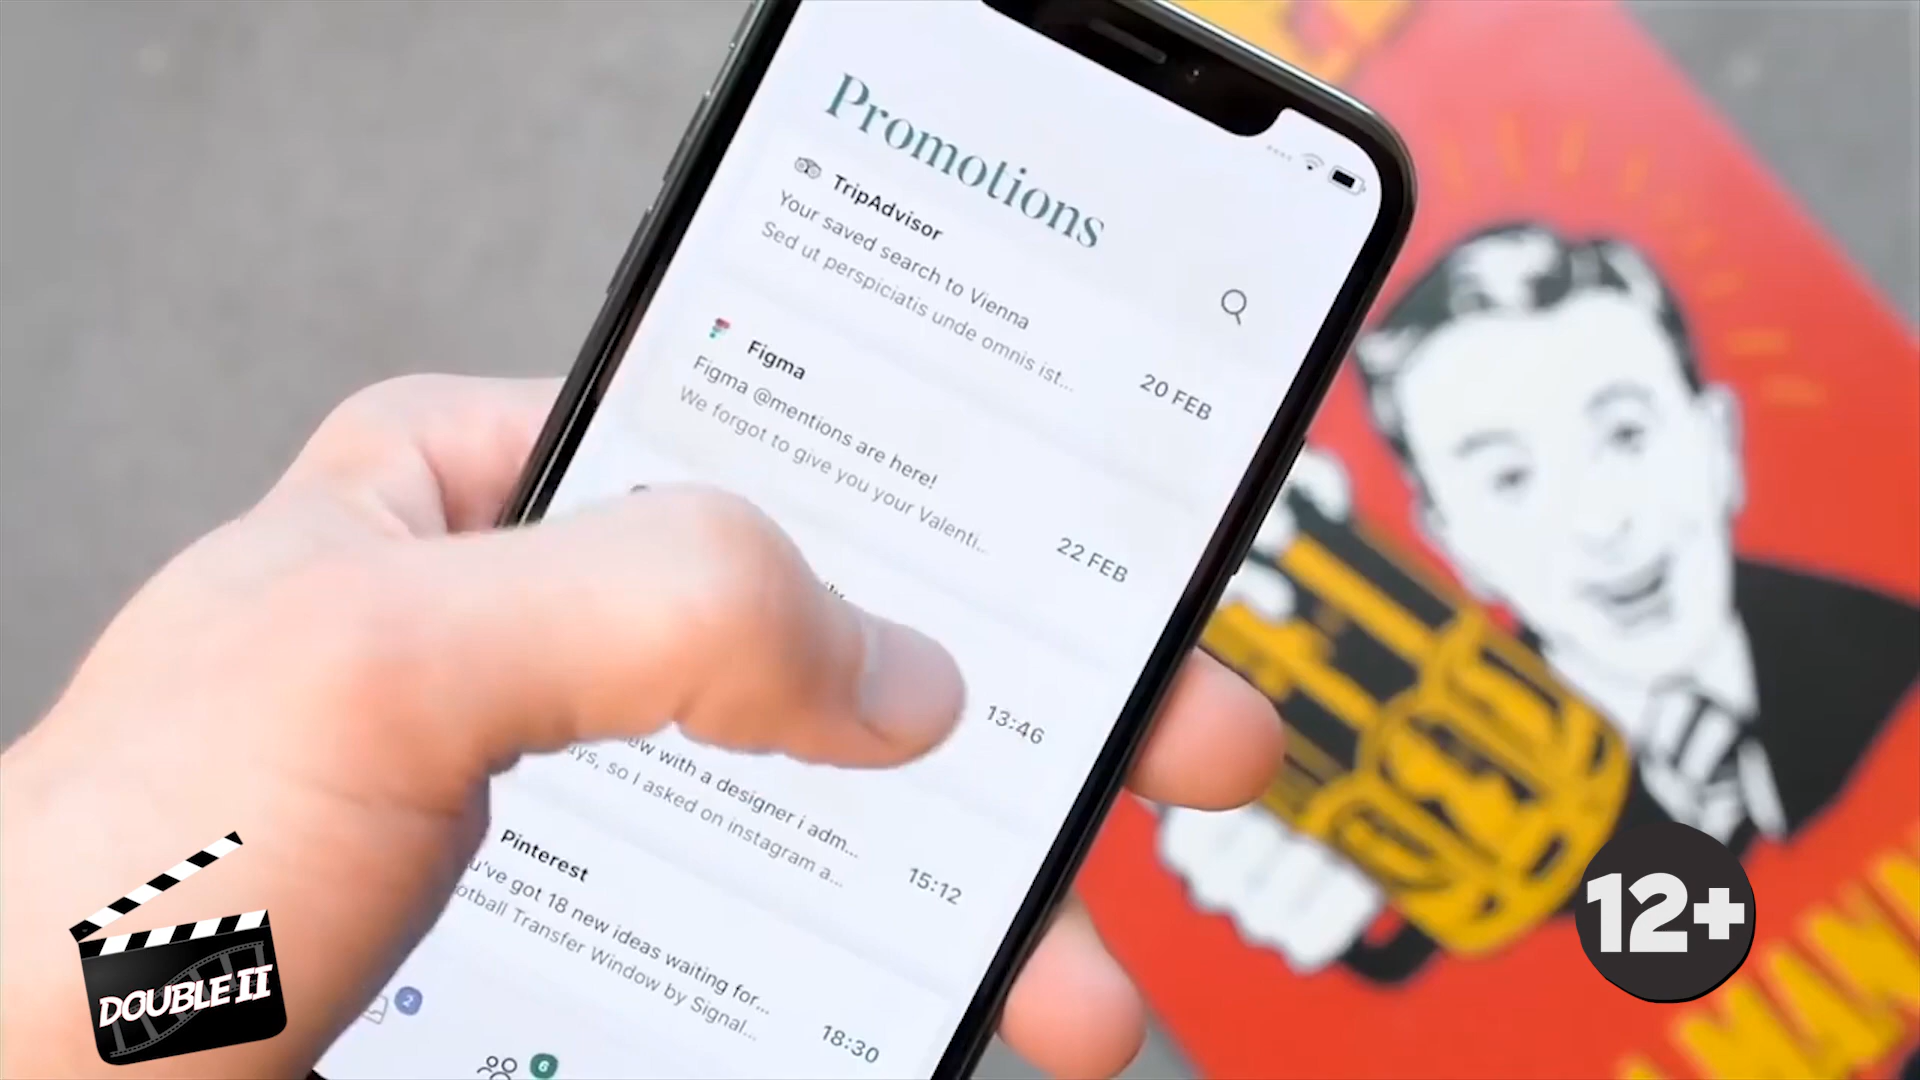 Promotions
TripAdvisor
Your saved search to Vienna
Sed ut perspiciatis unde omnis ist...
20 FEB
Figma
Figma @mentions are here!
We forgot to give you your Valenti...
22 FEB
13:46
with a designer i adm...
so I asked on instagram a...
15:12
Pinterest
got 18 new ideas waiting for...
Transfer Window by Signal...
18:30
2
6
DOUBLE II
12+